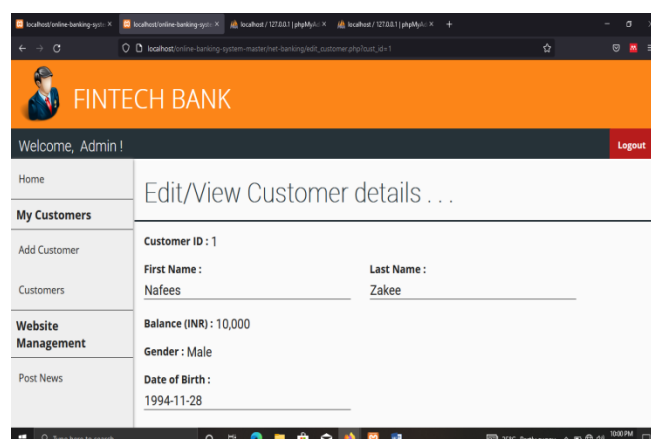 localhost/online-banking-syste
localhost/online-banking-syste
localhost / 127.0.0.1 | phpMyAd
localhost / 127.0.0.1 | phpMyAd
localhost/online-banking-system-master/net-banking/edit_customer.php?cust_id=1
FINTECH BANK
Welcome, Admin !
Logout
Home
My Customers
Add Customer
Customers
Website
Management
Post News
Edit/View Customer details . . .
Customer ID : 1
First Name :
Last Name :
Nafees
Zakee
Balance (INR) : 10,000
Gender : Male
Date of Birth :
1994-11-28
Type here to search
10:00 PM